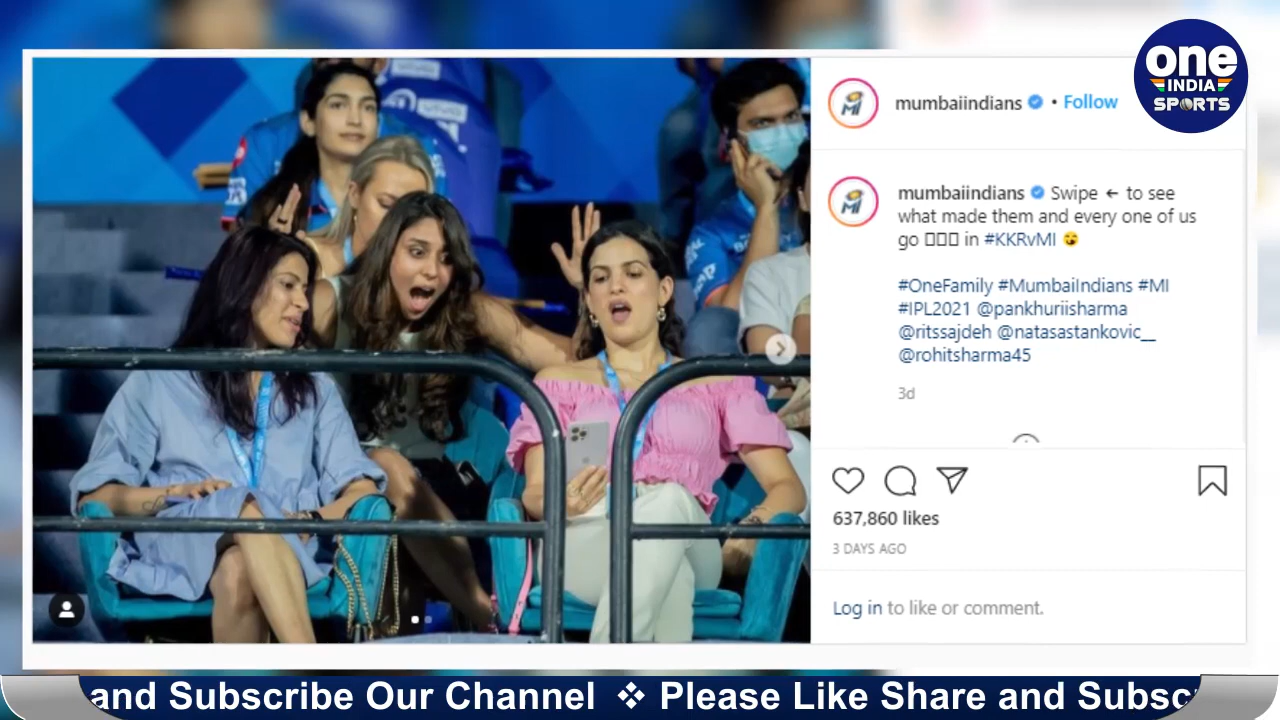 one
INDIA
SPORTS
mumbaiindians • Follow
mumbaiindians Swipe ← to see
what made them and every one of us
go □□□ in #KKRvMI 😋
#OneFamily #MumbaiIndians #MI
#IPL2021 @pankhuriisharma
@ritssajdeh @natasastankovic__
@rohitsharma45
3d
637,860 likes
3 DAYS AGO
Log in to like or comment.
and Subscribe Our Channel ❖ Please Like Share and Subsc